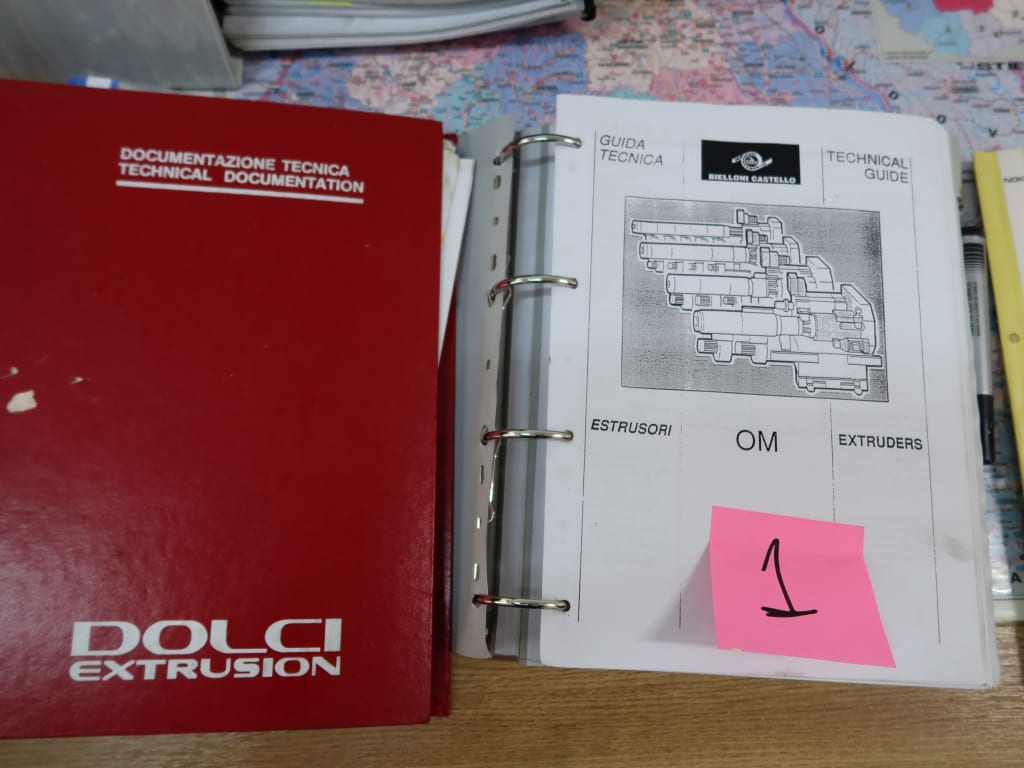 DOCUMENTAZIONE TECNICA
TECHNICAL DOCUMENTATION
DOLCI
EXTRUSION
GUIDA
TECNICA
BIELLONI CASTELLO
TECHNICAL
GUIDE
ESTRUSORI
OM
EXTRUDERS
1